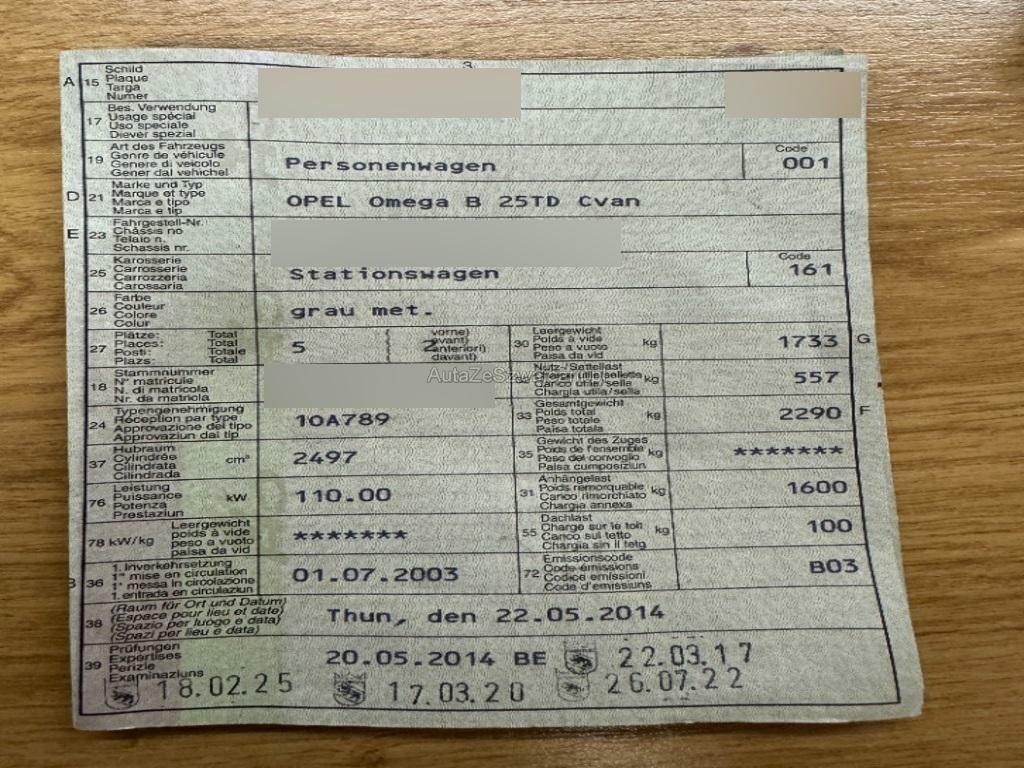 3
A 15 Schild
Plaque
Targa
Numer
17 Bes. Verwendung
Usage spécial
Uso speciale
Diever spezial
19 Art des Fahrzeugs
Genre de véhicule
Genere di veicolo
Gener dal vehichel
Personenwagen
Code
001
D 21 Marke und Typ
Marque et type
Marca e tipo
Marca e tip
OPEL Omega B 25TD Cvan
E 23 Fahrgestell-Nr.
Châssis no
Telaio n.
Schassis nr.
25 Karosserie
Carrosserie
Carrozzeria
Carossaria
Stationswagen
Code
161
26 Farbe
Couleur
Colore
Colur
grau met.
27 Plätze: Total
Places: Total
Posti: Totale
Plazs: Total
5
2
vorne)
avant)
anteriori)
davant)
30 Leergewicht
Poids à vide
Peso a vuoto
Paisa da vid
kg
1733 G
18 Stammnummer
N° matricule
N. di matricola
Nr. da matricla
Nutz-/Sattellast
Charge utile/sellette
Carico utile/sella
Chargia utila/sella
kg
557
24 Typengenehmigung
Réception par type
Approvazione del tipo
Approvaziun dal tip
10A789
33 Gesamtgewicht
Poids total
Peso totale
Paisa totala
kg
2290 F
37 Hubraum
Cylindrée
Cilindrata
Cilindrada
cm³
2497
35 Gewicht des Zuges
Poids de l'ensemble
Peso del convoglio
Paisa cumposiziun
kg
*******
76 Leistung
Puissance
Potenza
Prestaziun
kW
110.00
31 Anhängelast
Poids remorquable
Carico rimorchiato
Chargia annexa
kg
1600
78 kW/kg Leergewicht
poids à vide
peso a vuoto
paisa da vid
*******
55 Dachlast
Charge sur le toit
Carico sul tetto
Chargia sin il tetg
kg
100
B 36 1. Inverkehrsetzung
1re mise en circulation
1a messa in circolazione
1. entrada en circulaziun
01.07.2003
72 Emissionscode
Code émissions
Codice emissioni
Code d'emissiuns
B03
38 (Raum für Ort und Datum)
(Espace pour lieu et date)
(Spazio per luogo e data)
(Spazi per lieu e data)
Thun, den 22.05.2014
39 Prüfungen
Expertises
Perizie
Examinaziuns
20.05.2014 BE 22.03.17
18.02.25 17.03.20 26.07.22